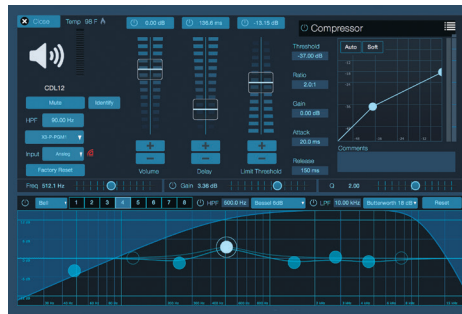 Close Temp 98 F
0.00 dB 156.6 ms -13.15 dB
Compressor
CDL12
Mute Identify
HPF 90.00 Hz
Input Analog
Factory Reset
Volume Delay Limit Threshold
Threshold
-37.00 dB
Ratio
2.0:1
Gain
0.00 dB
Attack
20.0 ms
Release
150 ms
Auto Soft
Comments
Freq 512.1 Hz Gain 3.36 dB Q 2.00
Bell 1 2 3 4 5 6 7 8 HPF 600.0 Hz Bessel 6dB LPF 10.00 kHz Butterworth 18 dB Reset